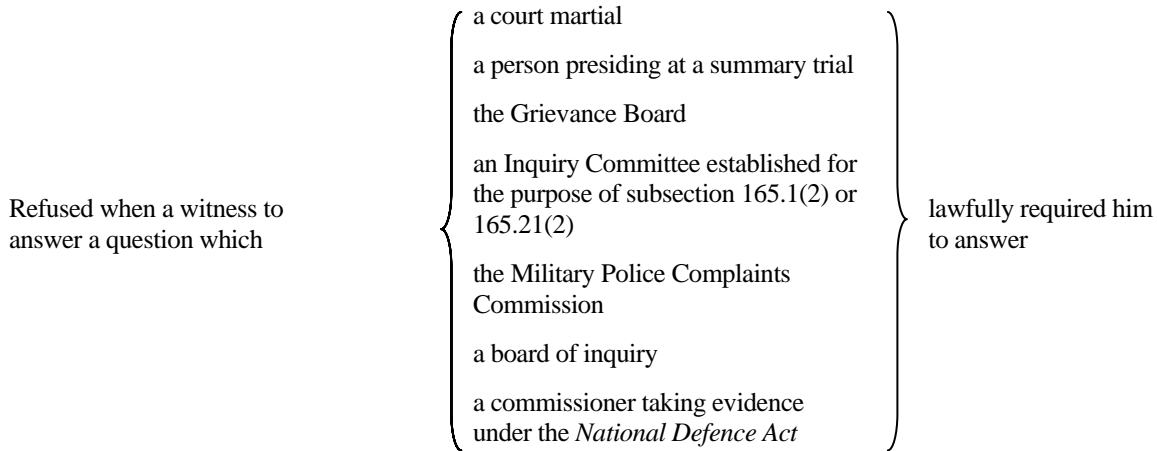 Refused when a witness to
answer a question which
a court martial
a person presiding at a summary trial
the Grievance Board
an Inquiry Committee established for
the purpose of subsection 165.1(2) or
165.21(2)
the Military Police Complaints
Commission
a board of inquiry
a commissioner taking evidence
under the National Defence Act
lawfully required him
to answer